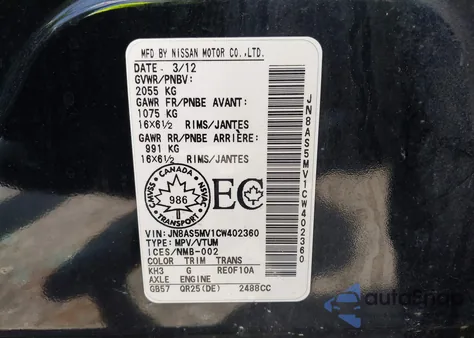 MFD BY NISSAN MOTOR CO.,LTD.
DATE: 3/12
GVWR/PNBV:
2055 KG
GAWR FR/PNBE AVANT:
1075 KG
16X6½ RIMS/JANTES
GAWR RR/PNBE ARRIÈRE:
991 KG
16X6½ RIMS/JANTES
CANADA
CMVSS NSVAC
986
TRANSPORT
EC
VIN: JN8AS5MV1CW402360
TYPE: MPV/VTUM
ICES/NMB-002
COLOR TRIM TRANS
KH3 G RE0F10A
AXLE ENGINE
GB57 QR25(DE) 2488CC
JN8AS5MV1CW402360
autoSnap